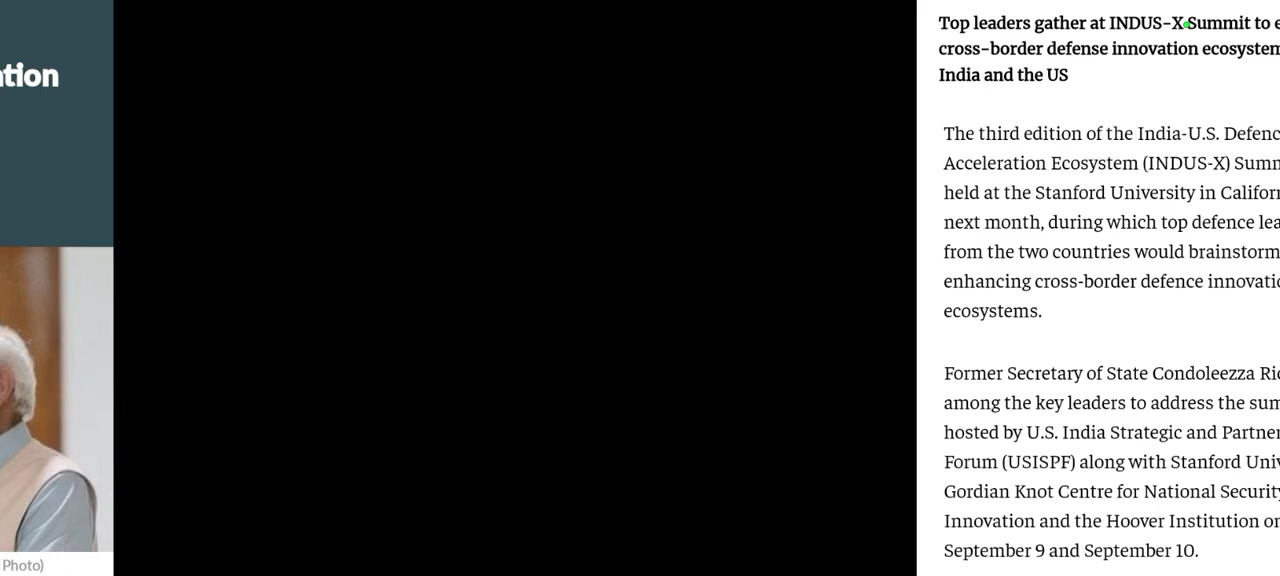 ation
Photo)
Top leaders gather at INDUS-X Summit to e
cross-border defense innovation ecosystem
India and the US
The third edition of the India-U.S. Defenc
Acceleration Ecosystem (INDUS-X) Summ
held at the Stanford University in Californ
next month, during which top defence lea
from the two countries would brainstorm
enhancing cross-border defence innovatio
ecosystems.
Former Secretary of State Condoleezza Ric
among the key leaders to address the sum
hosted by U.S. India Strategic and Partner
Forum (USISPF) along with Stanford Univ
Gordian Knot Centre for National Security
Innovation and the Hoover Institution on
September 9 and September 10.